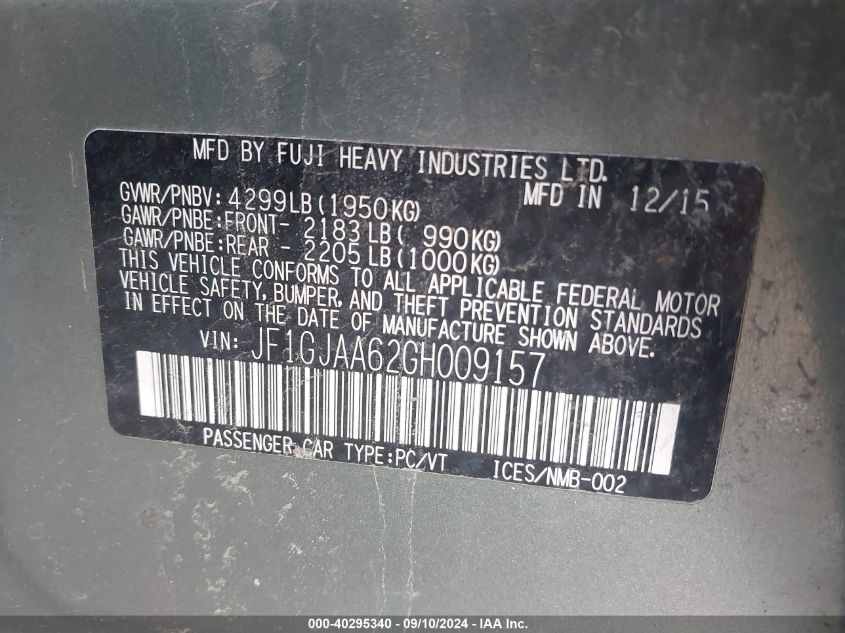 MFD BY FUJI HEAVY INDUSTRIES LTD.
MFD IN 12/15
GVWR/PNBV: 4299LB(1950KG)
GAWR/PNBE:FRONT- 2183LB( 990KG)
GAWR/PNBE:REAR - 2205LB(1000KG)
THIS VEHICLE CONFORMS TO ALL APPLICABLE FEDERAL MOTOR
VEHICLE SAFETY, BUMPER, AND THEFT PREVENTION STANDARDS
IN EFFECT ON THE DATE OF MANUFACTURE SHOWN ABOVE.
VIN: JF1GJAA62GH009157
PASSENGER CAR TYPE:PC/VT ICES/NMB-002
000-40295340 - 09/10/2024 - IAA Inc.